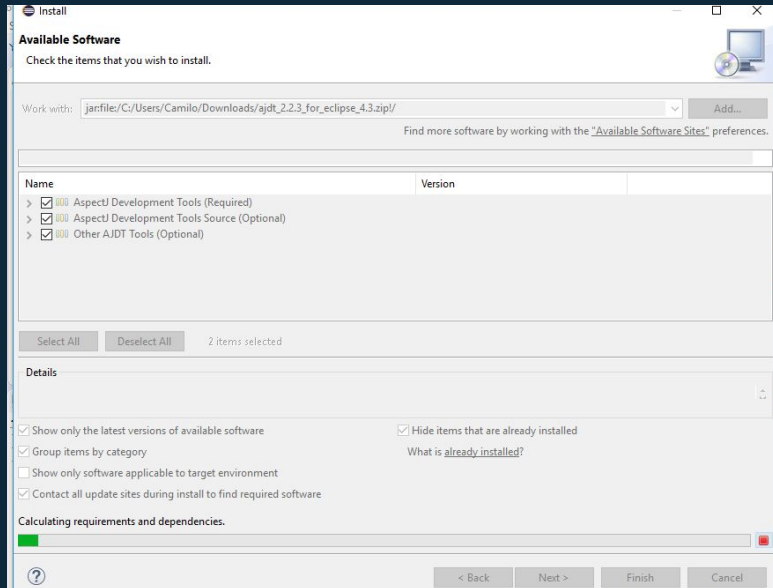 Install
Available Software
Check the items that you wish to install.
Work with: jar:file:/C:/Users/Camilo/Downloads/ajdt_2.2.3_for_eclipse_4.3.zip!/ Add...
Find more software by working with the "Available Software Sites" preferences.
Name Version
AspectJ Development Tools (Required)
AspectJ Development Tools Source (Optional)
Other AJDT Tools (Optional)
Select All Deselect All 2 items selected
Details
Show only the latest versions of available software Hide items that are already installed
Group items by category What is already installed?
Show only software applicable to target environment
Contact all update sites during install to find required software
Calculating requirements and dependencies.
? < Back Next > Finish Cancel